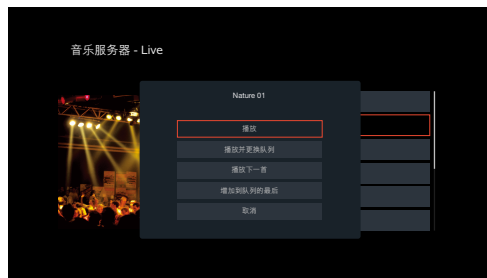 音乐服务器 - Live
Nature 01
播放
播放并更换队列
播放下一首
增加到队列的最后
取消